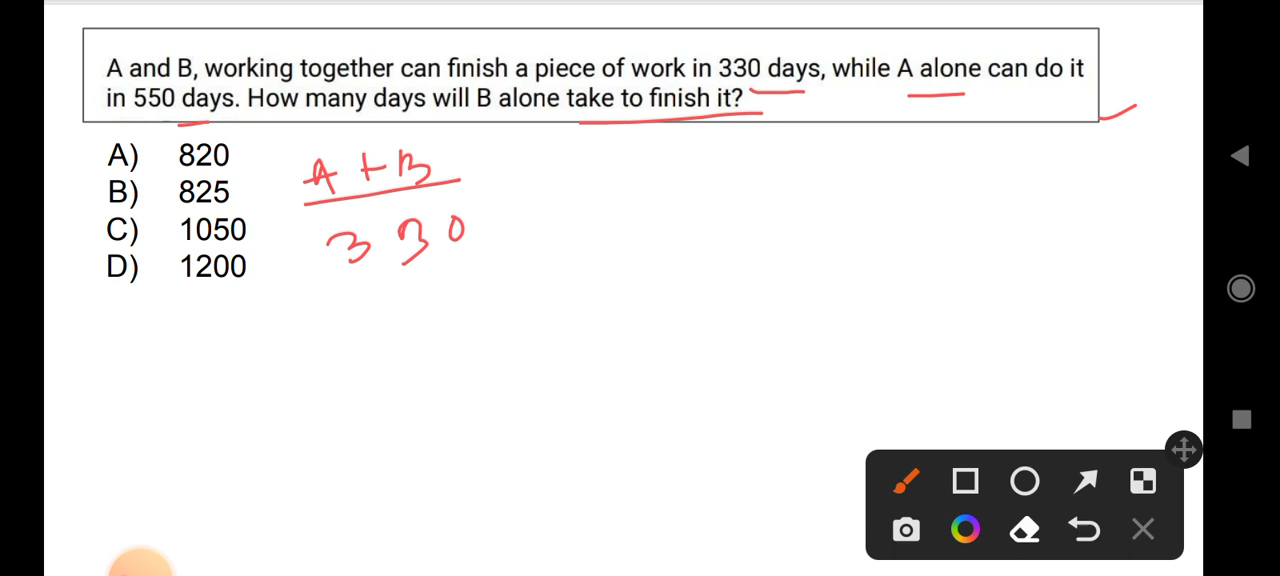 A and B, working together can finish a piece of work in 330 days, while A alone can do it
in 550 days. How many days will B alone take to finish it?
A) 820
B) 825
C) 1050
D) 1200
A + B
330